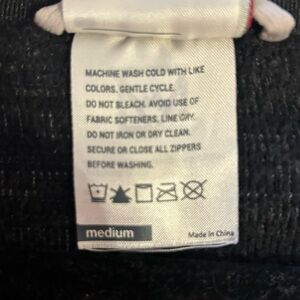 MACHINE WASH COLD WITH LIKE
COLORS. GENTLE CYCLE.
DO NOT BLEACH. AVOID USE OF
FABRIC SOFTENERS. LINE DRY.
DO NOT IRON OR DRY CLEAN.
SECURE OR CLOSE ALL ZIPPERS
BEFORE WASHING.
medium
Made in China